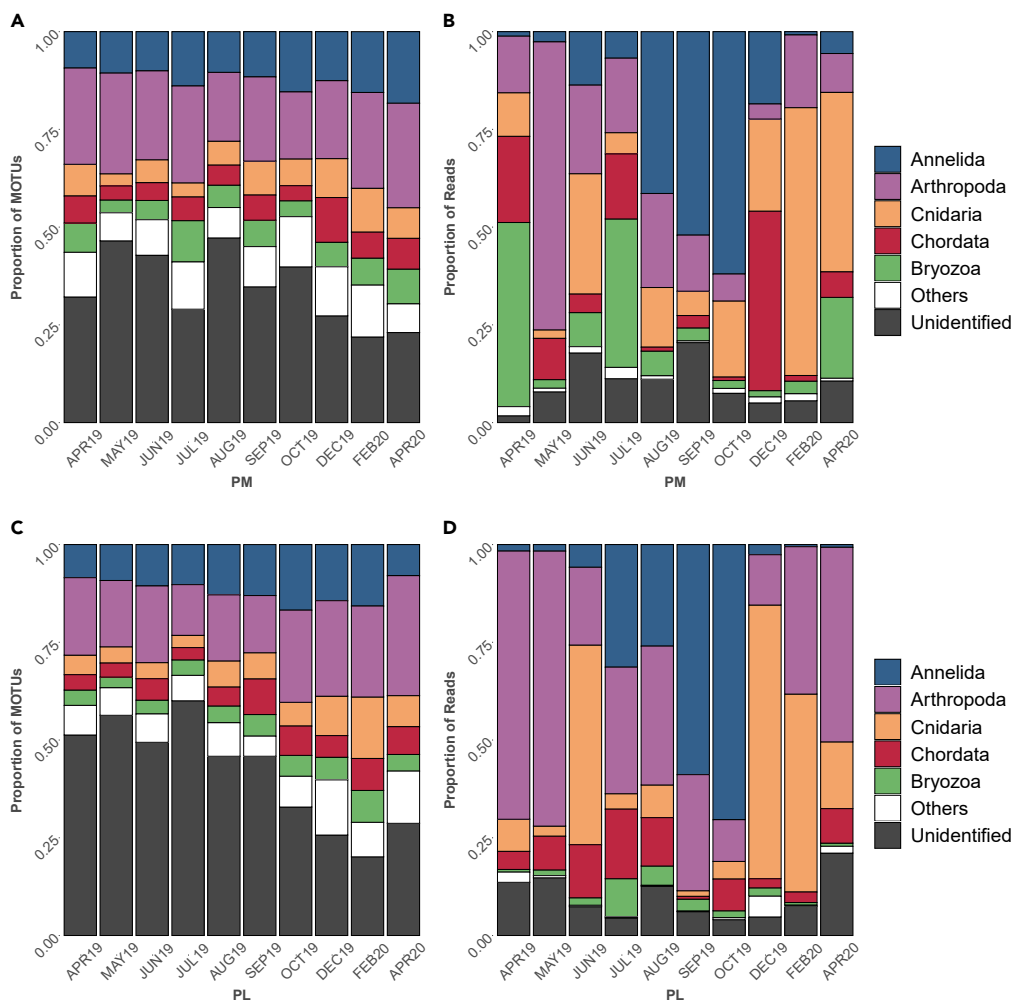 A
Proportion of MOTUs
1.00
0.75
0.50
0.25
0.00
APR19
MAY19
JUN19
JUL19
AUG19
SEP19
OCT19
DEC19
FEB20
APR20
PM
B
Proportion of Reads
1.00
0.75
0.50
0.25
0.00
APR19
MAY19
JUN19
JUL19
AUG19
SEP19
OCT19
DEC19
FEB20
APR20
PM
Annelida
Arthropoda
Cnidaria
Chordata
Bryozoa
Others
Unidentified
C
Proportion of MOTUs
1.00
0.75
0.50
0.25
0.00
APR19
MAY19
JUN19
JUL19
AUG19
SEP19
OCT19
DEC19
FEB20
APR20
PL
D
Proportion of Reads
1.00
0.75
0.50
0.25
0.00
APR19
MAY19
JUN19
JUL19
AUG19
SEP19
OCT19
DEC19
FEB20
APR20
PL
Annelida
Arthropoda
Cnidaria
Chordata
Bryozoa
Others
Unidentified